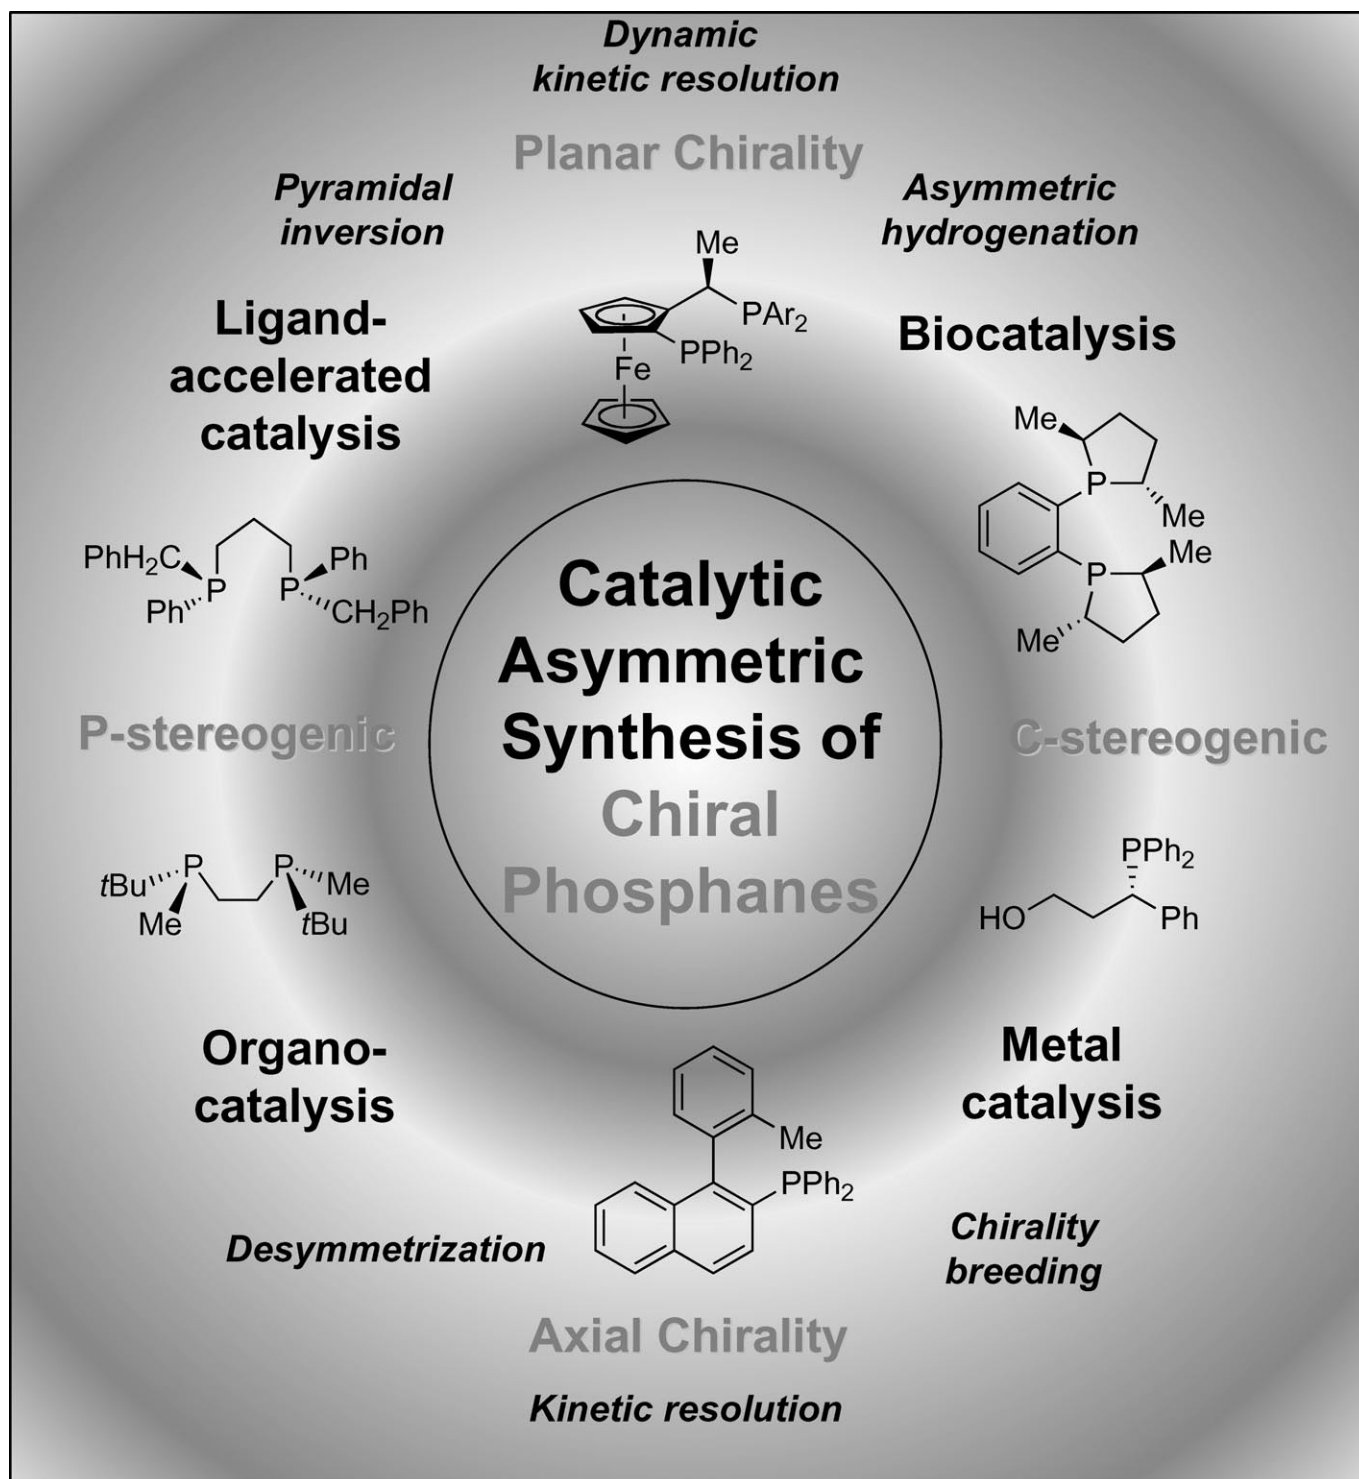 Dynamic
kinetic resolution
Planar Chirality
Pyramidal
inversion
Asymmetric
hydrogenation
Me
PAr₂
PPh₂
Fe
Ligand-
accelerated
catalysis
Biocatalysis
Me
P
Me
Me
P
Me
PhH₂C
Ph
P
P
Ph
CH₂Ph
Catalytic
Asymmetric
Synthesis of
Chiral
Phosphanes
P-stereogenic
C-stereogenic
tBu
P
Me
P
Me
tBu
PPh₂
HO
Ph
Organo-
catalysis
Metal
catalysis
Me
PPh₂
Desymmetrization
Chirality
breeding
Axial Chirality
Kinetic resolution